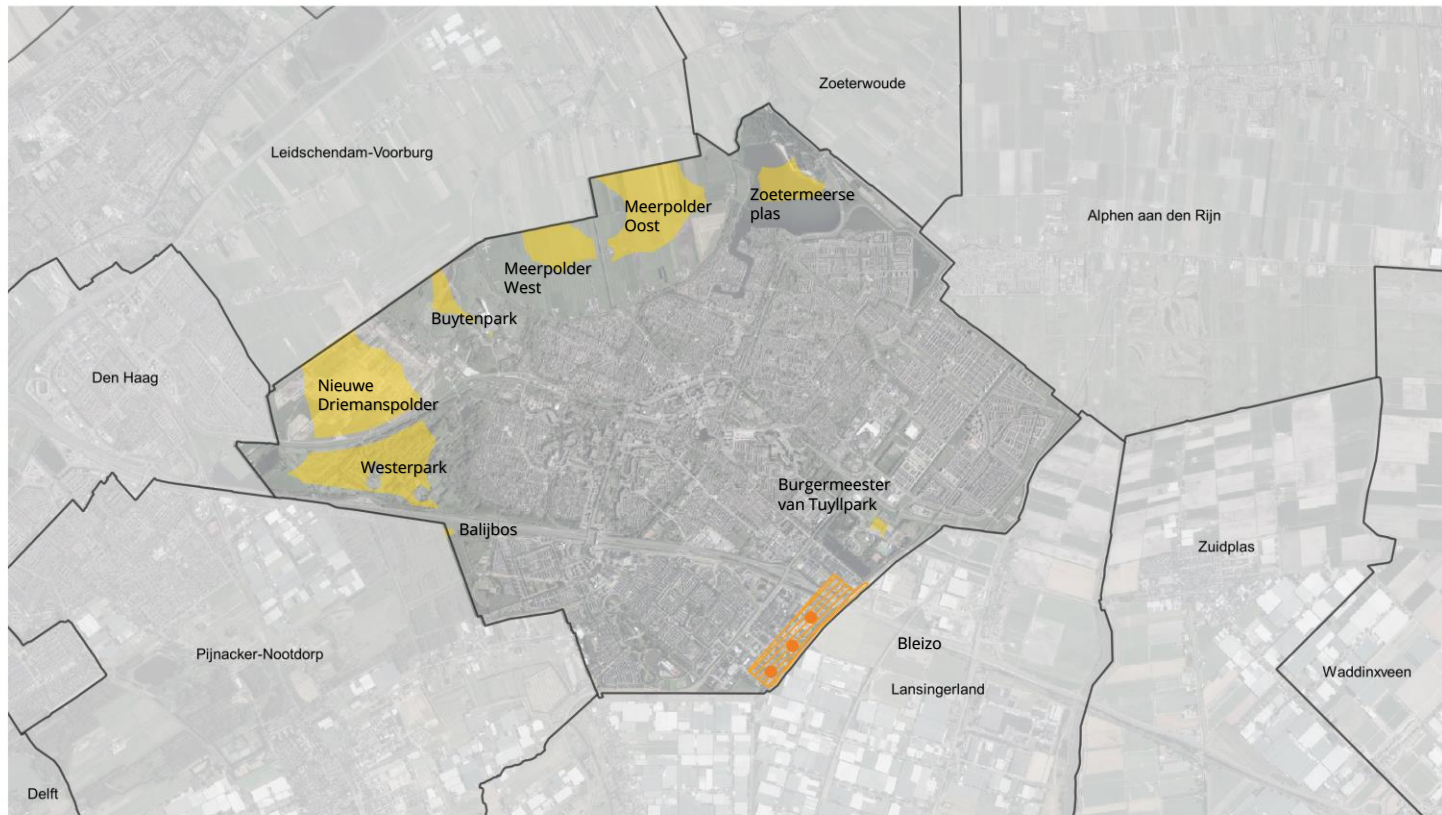 Zoeterwoude
Leidschendam-Voorburg
Meerpolder
Oost
Zoetermeerse
plas
Alphen aan den Rijn
Meerpolder
West
Buytenpark
Den Haag
Nieuwe
Driemanspolder
Westerpark
Burgermeester
van Tuyllpark
Balijbos
Zuidplas
Bleizo
Pijnacker-Nootdorp
Waddinxveen
Lansingerland
Delft